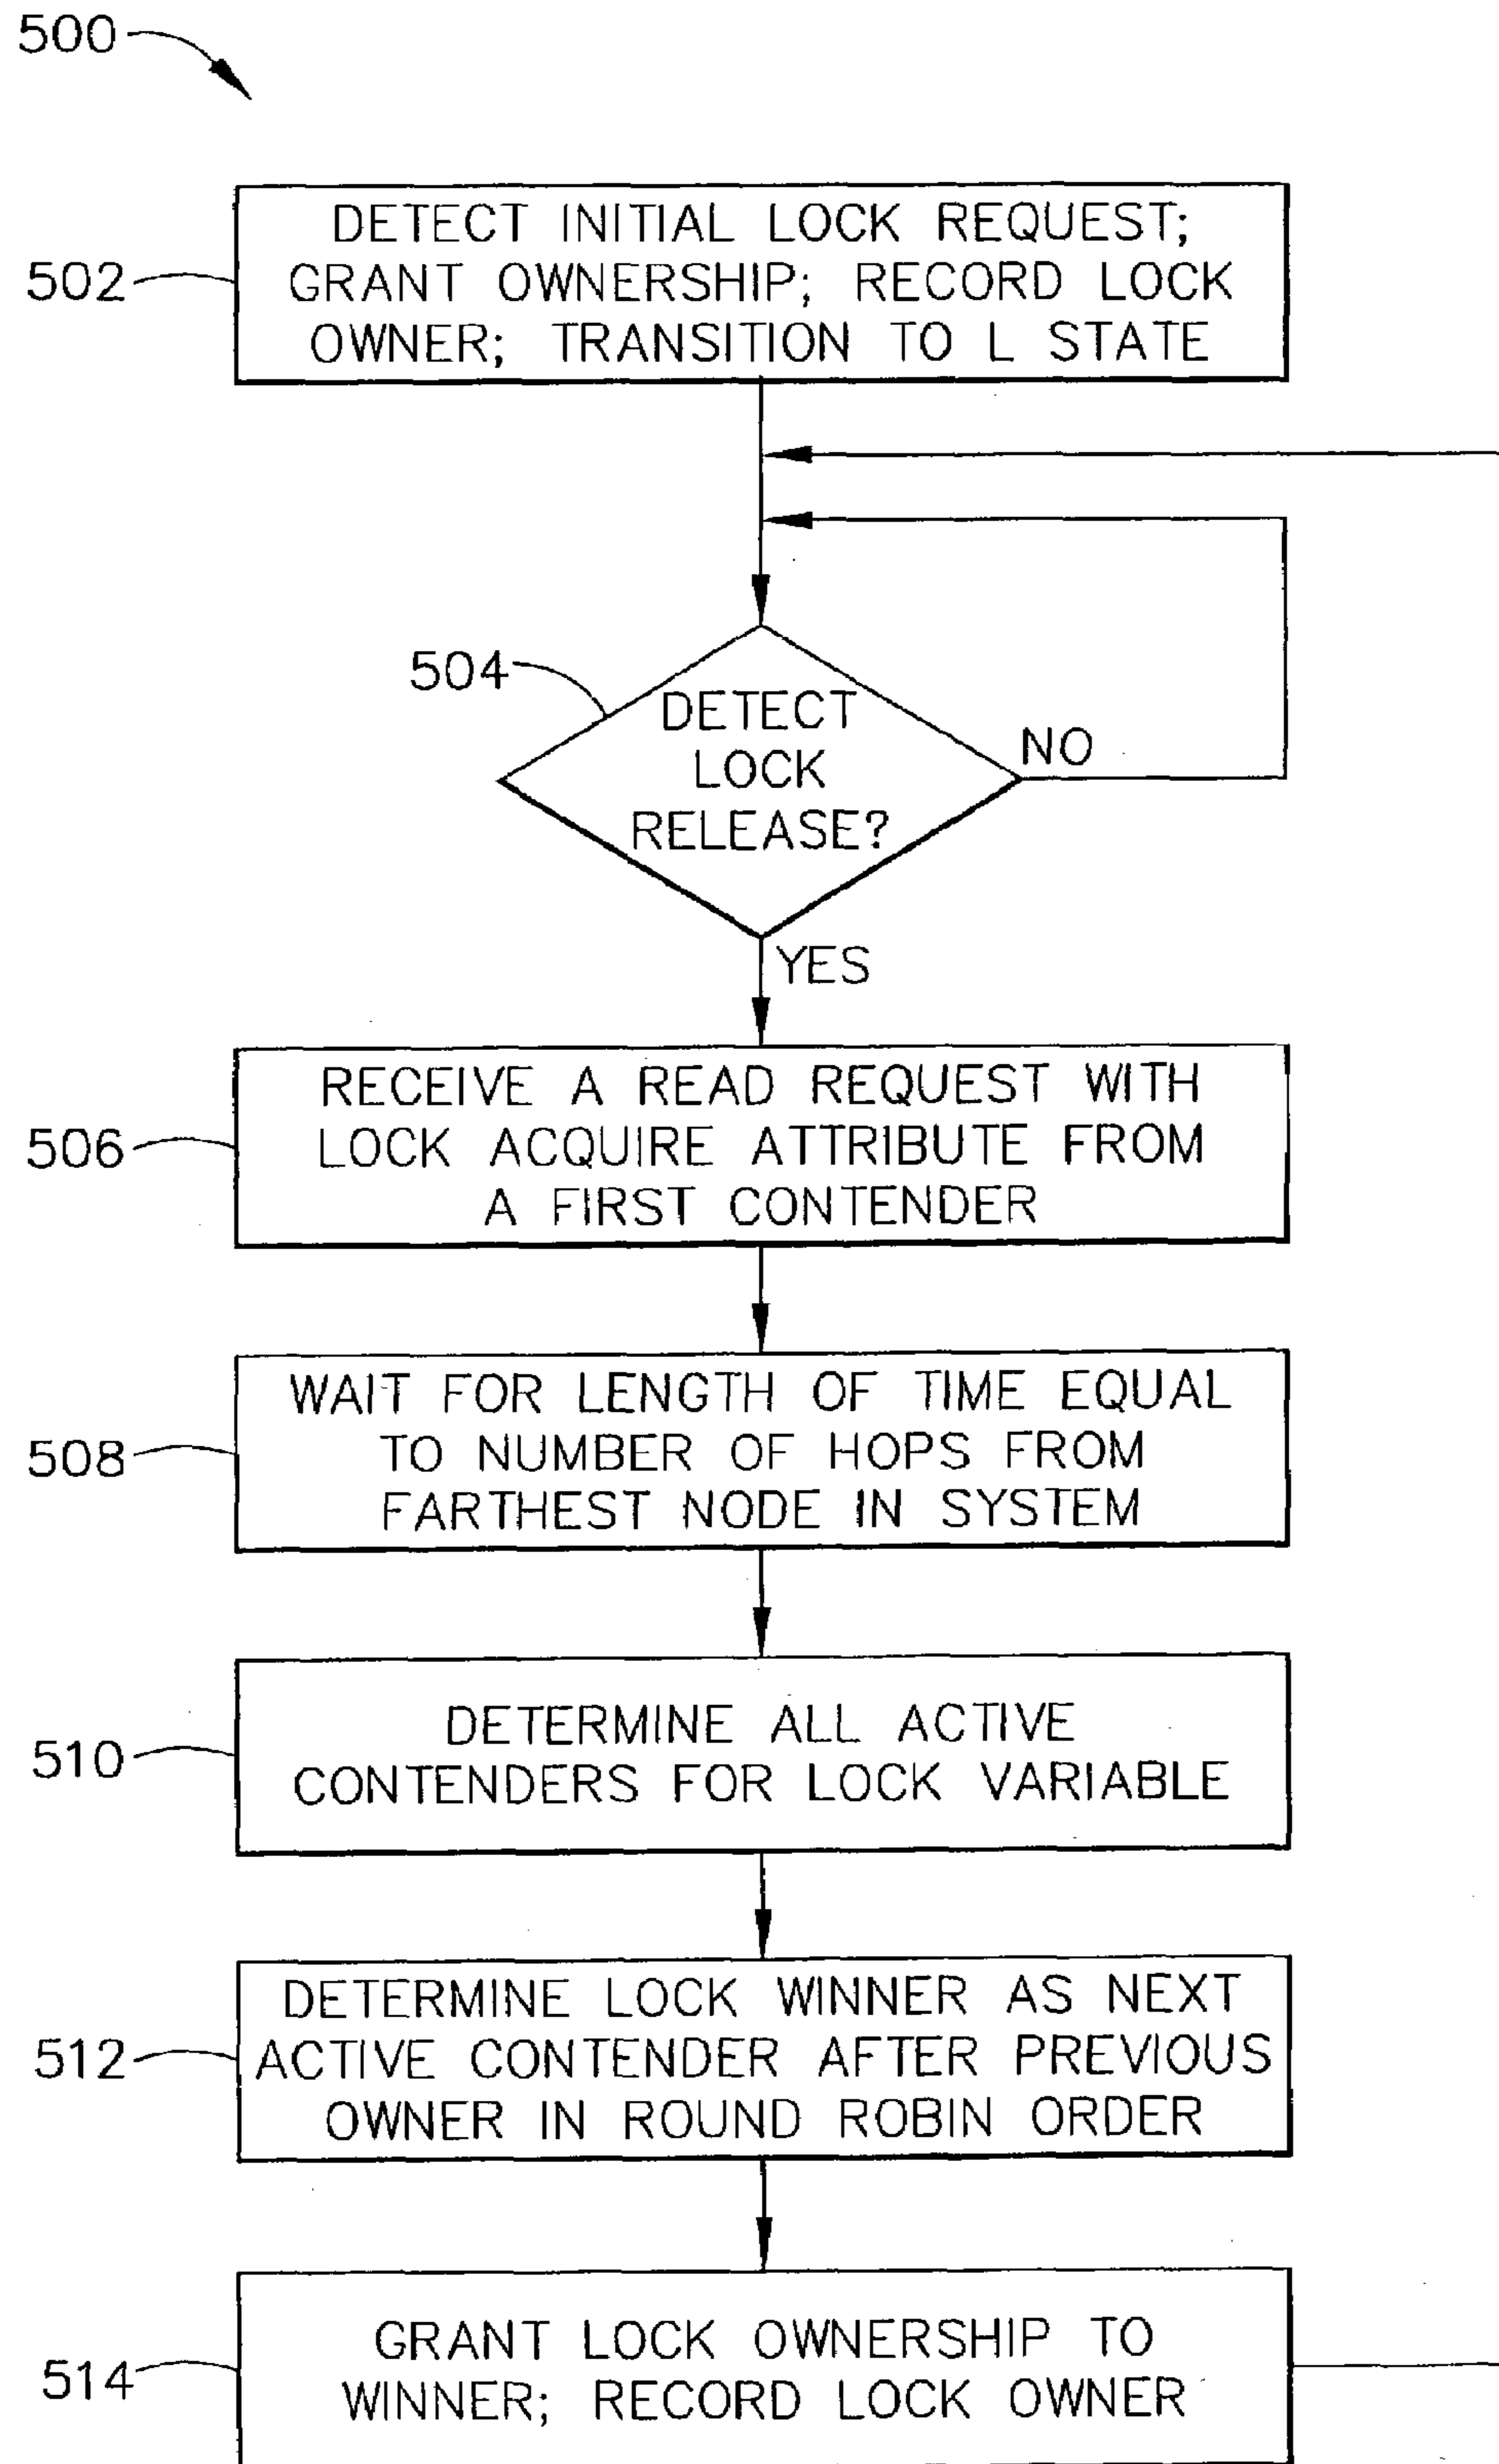 500
502
DETECT INITIAL LOCK REQUEST;
GRANT OWNERSHIP; RECORD LOCK
OWNER; TRANSITION TO L STATE
504
DETECT
LOCK
RELEASE?
NO
YES
506
RECEIVE A READ REQUEST WITH
LOCK ACQUIRE ATTRIBUTE FROM
A FIRST CONTENDER
508
WAIT FOR LENGTH OF TIME EQUAL
TO NUMBER OF HOPS FROM
FARTHEST NODE IN SYSTEM
510
DETERMINE ALL ACTIVE
CONTENDERS FOR LOCK VARIABLE
512
DETERMINE LOCK WINNER AS NEXT
ACTIVE CONTENDER AFTER PREVIOUS
OWNER IN ROUND ROBIN ORDER
514
GRANT LOCK OWNERSHIP TO
WINNER; RECORD LOCK OWNER